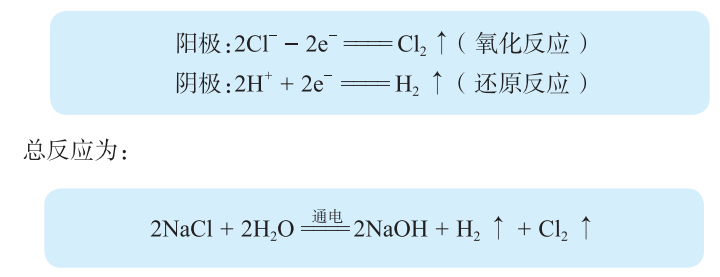 阳极:2Cl⁻ − 2e⁻ ═══ Cl₂ ↑ ( 氧化反应 )
阴极:2H⁺ + 2e⁻ ═══ H₂ ↑ ( 还原反应 )
总反应为:
通电
2NaCl + 2H₂O ═══ 2NaOH + H₂ ↑ + Cl₂ ↑